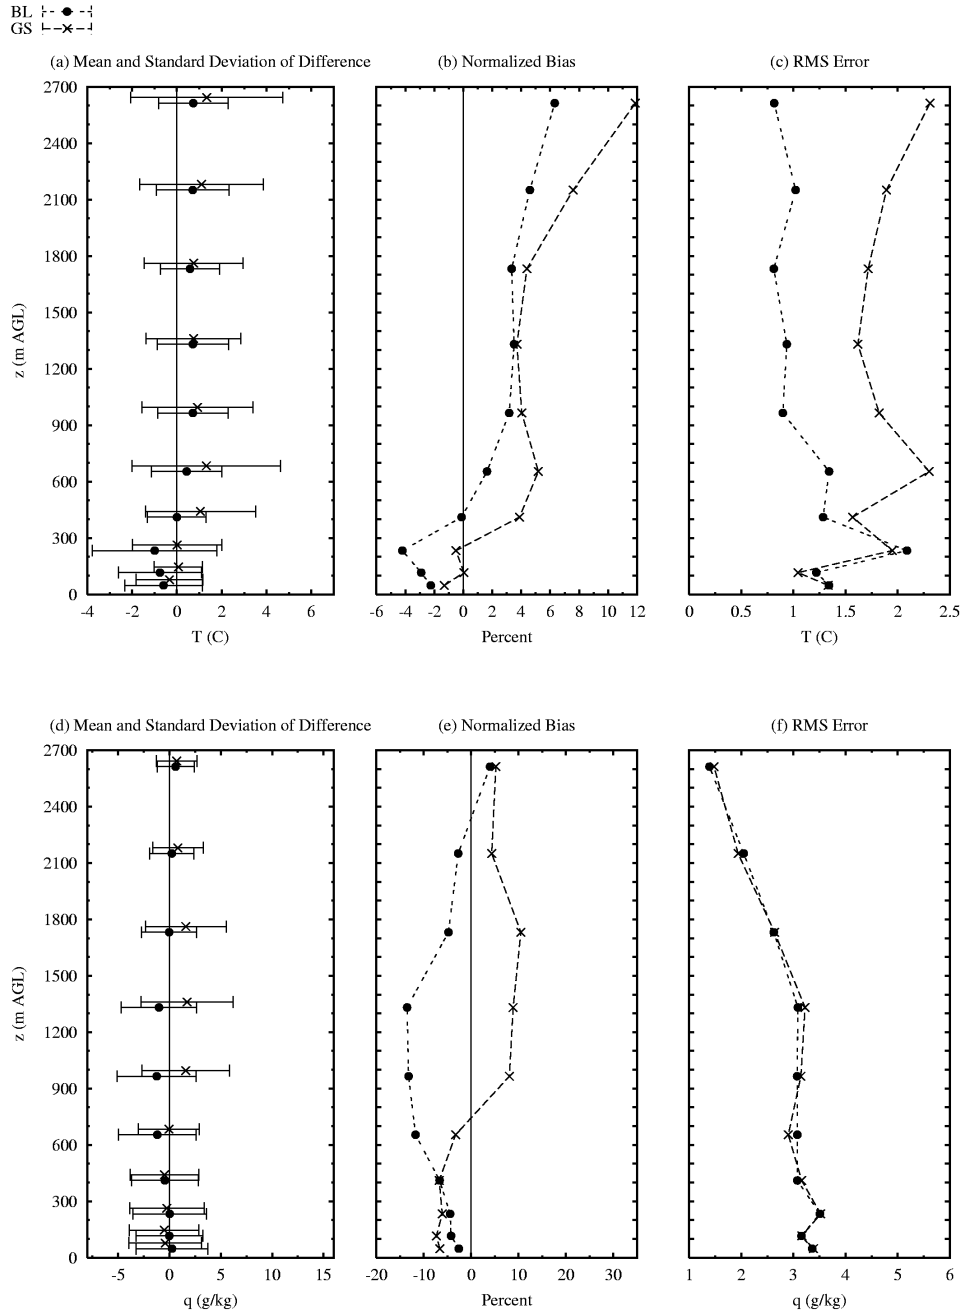 BL
GS
(a) Mean and Standard Deviation of Difference
(b) Normalized Bias
(c) RMS Error
2700
2400
2100
1800
1500
1200
900
600
300
0
z (m AGL)
-4 -2 0 2 4 6
T (C)
-6 -4 -2 0 2 4 6 8 10 12
Percent
0 0.5 1 1.5 2 2.5
T (C)
(d) Mean and Standard Deviation of Difference
(e) Normalized Bias
(f) RMS Error
2700
2400
2100
1800
1500
1200
900
600
300
0
z (m AGL)
-5 0 5 10 15
q (g/kg)
-20 -10 0 10 20 30
Percent
1 2 3 4 5 6
q (g/kg)